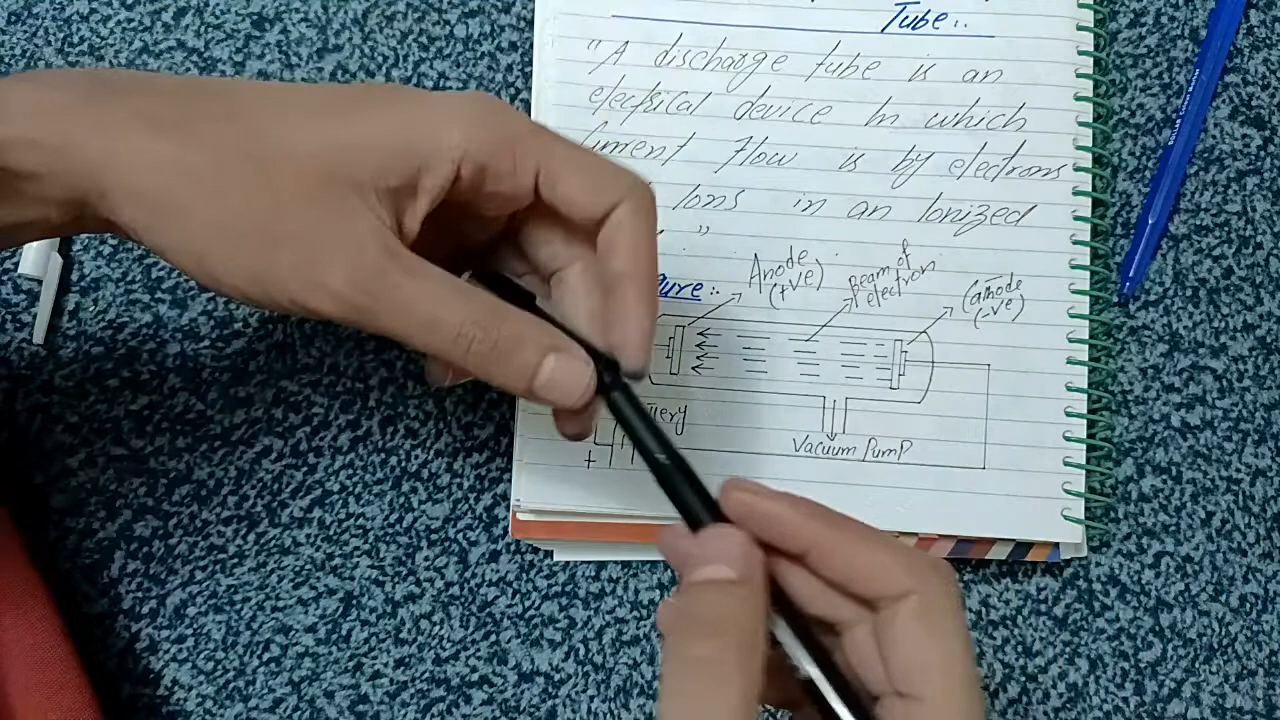 Tube:.
"A discharge tube is an
electrical device In which
Flow is by electrons
Ions in an Ionized
"
Anode
(+ve)
Beam of
electron
Cathode
(-ve)
Vacuum Pump
+